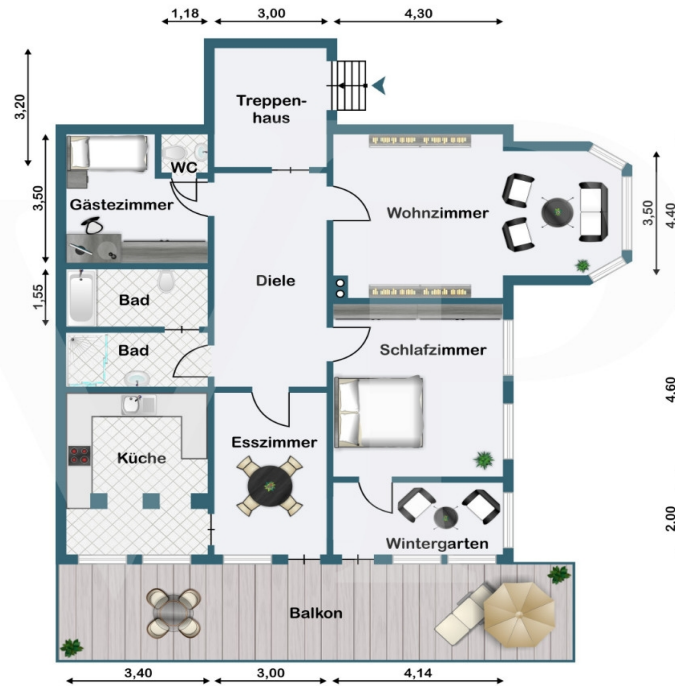 1,18
3,00
4,30
3,20
Treppen-
haus
WC
3,50
Gästezimmer
Wohnzimmer
3,50
4,40
Diele
1,55
Bad
Bad
Schlafzimmer
4,60
Küche
Esszimmer
2,00
Wintergarten
Balkon
3,40
3,00
4,14